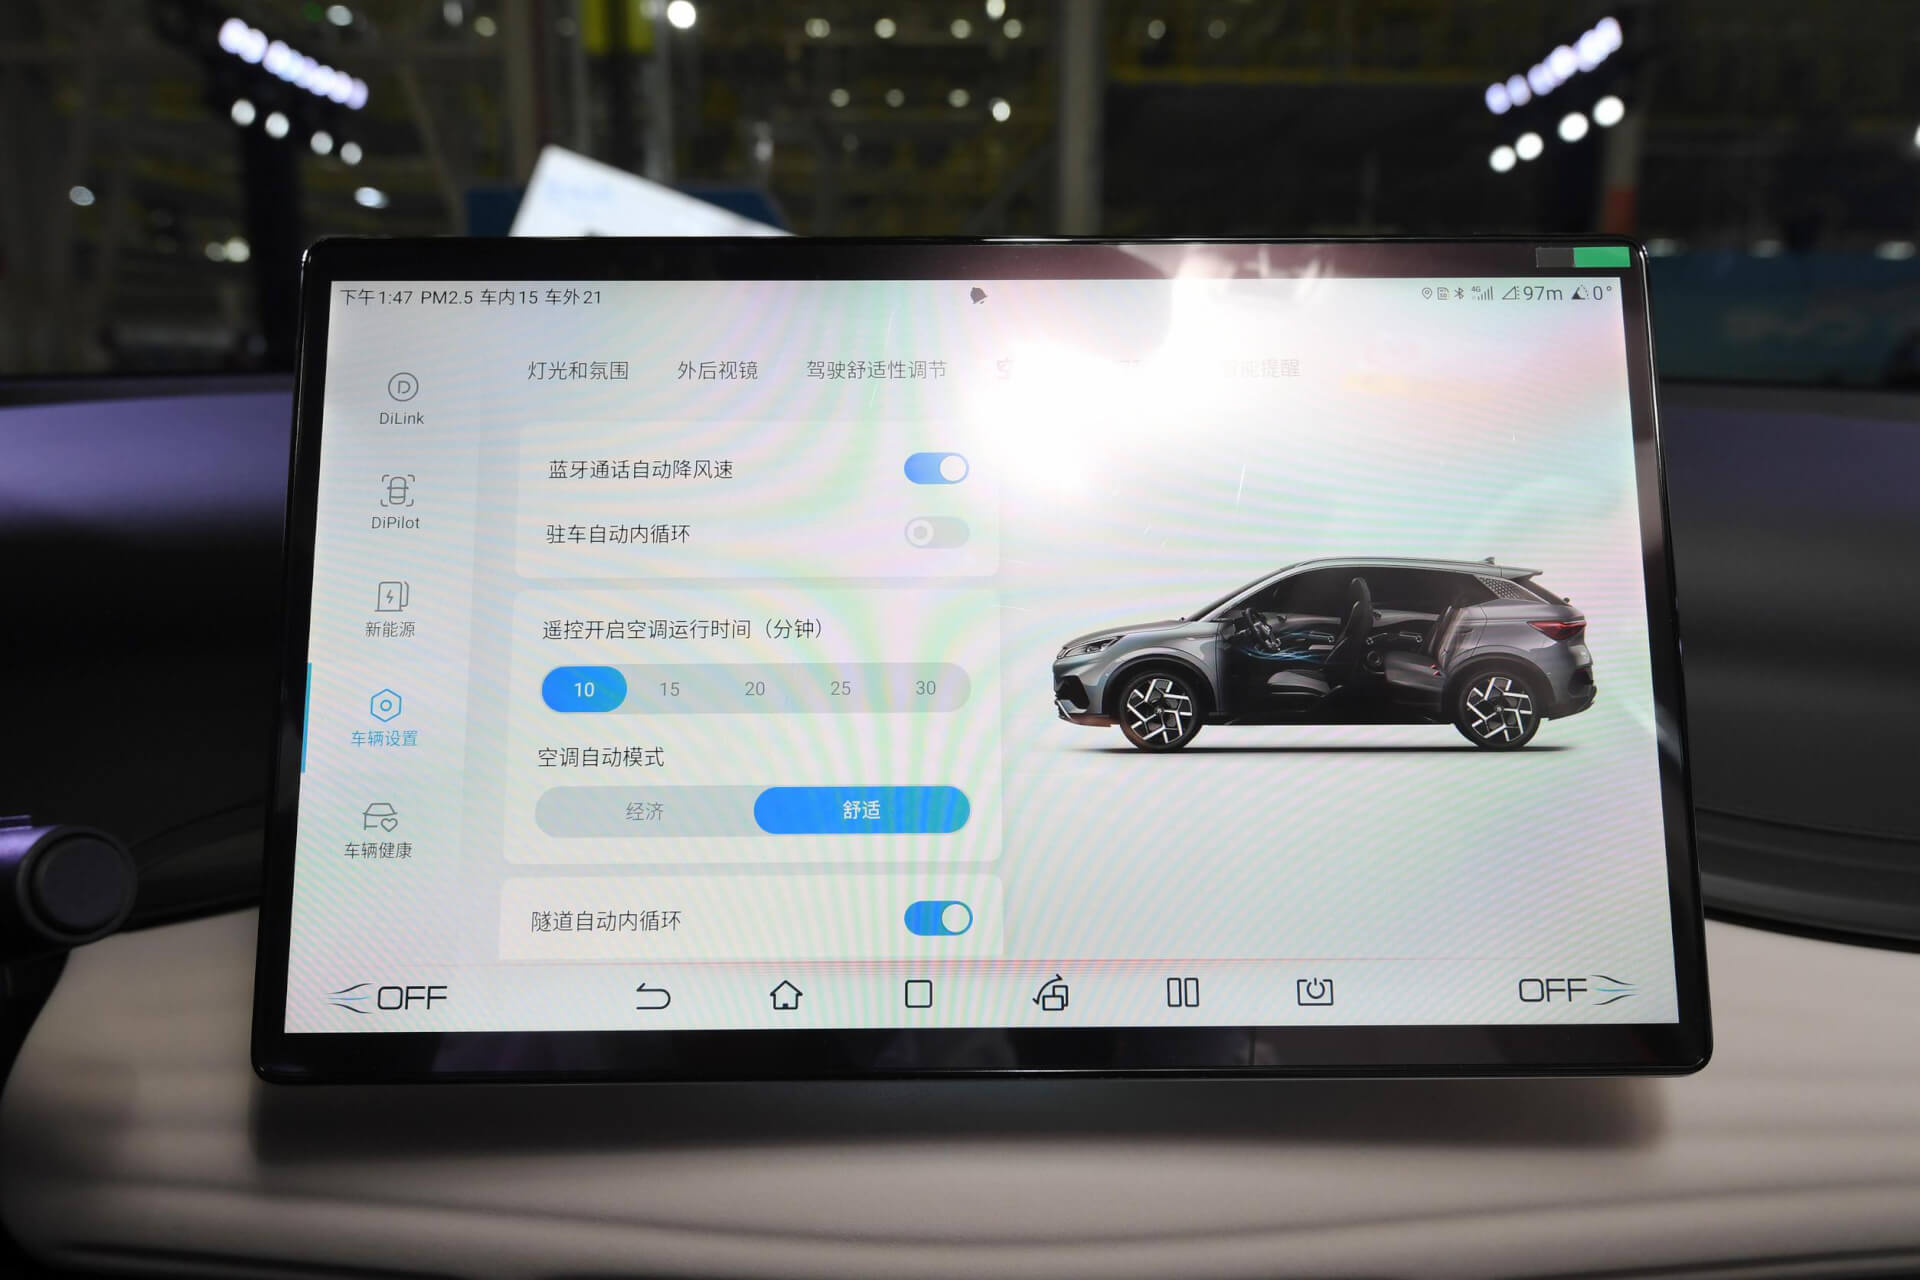 下午1:47 PM2.5 车内15 车外21
4G 97m 0°
灯光和氛围 外后视镜 驾驶舒适性调节 智能提醒
DiLink
DiPilot
新能源
车辆设置
车辆健康
蓝牙通话自动降风速
驻车自动内循环
遥控开启空调运行时间（分钟）
10 15 20 25 30
空调自动模式
经济 舒适
隧道自动内循环
OFF OFF